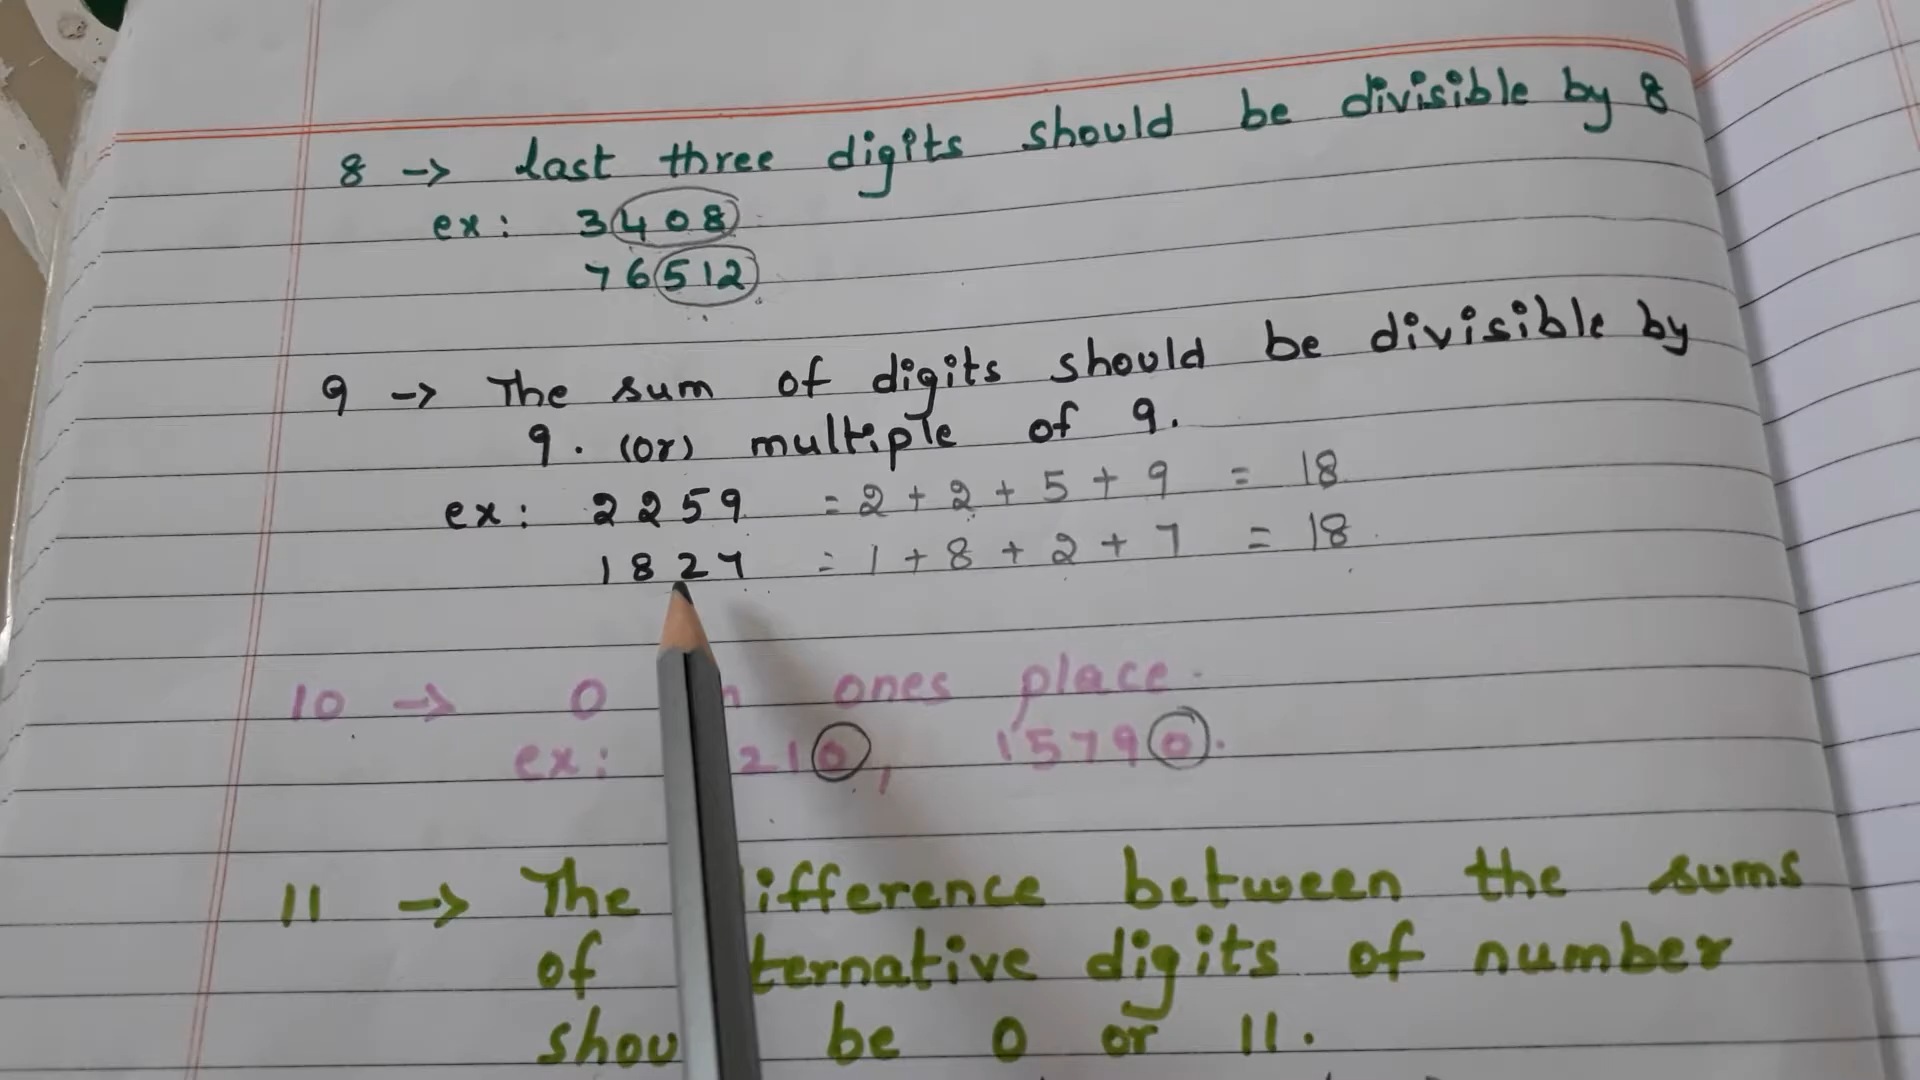 8 → last three digits should be divisible by 8
ex: 3408
76512
9 → The sum of digits should be divisible by
9. (or) multiple of 9.
ex: 2259 = 2 + 2 + 5 + 9 = 18
1827 = 1 + 8 + 2 + 7 = 18
10 → 0 ones place.
ex: 210, 15790.
11 → The ifference between the sums
of ternative digits of number
shou be 0 or 11.